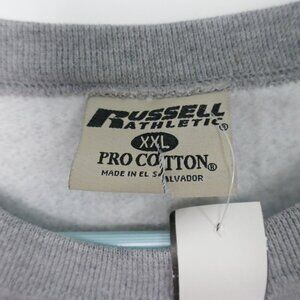 RUSSELL
ATHLETIC®
XXL
PRO COTTON®
MADE IN EL SALVADOR